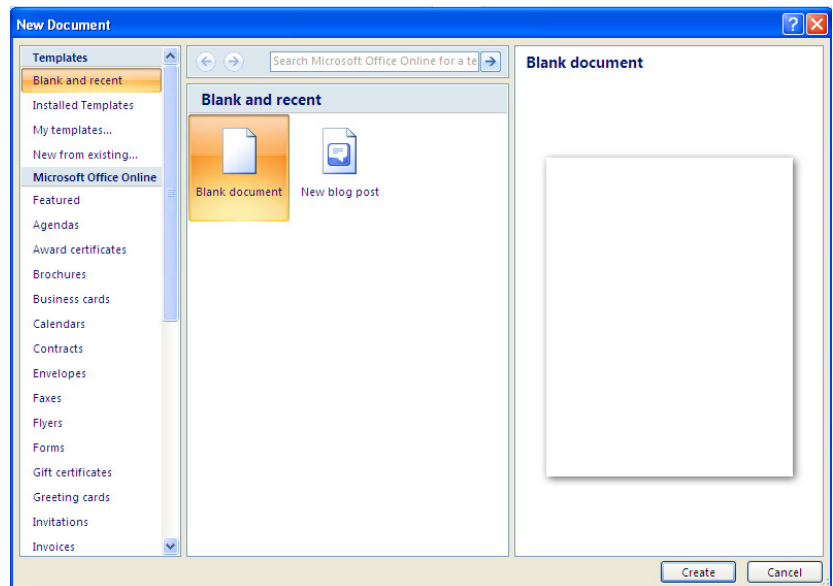 New Document
Templates
Blank and recent
Installed Templates
My templates...
New from existing...
Microsoft Office Online
Featured
Agendas
Award certificates
Brochures
Business cards
Calendars
Contracts
Envelopes
Faxes
Flyers
Forms
Gift certificates
Greeting cards
Invitations
Invoices
Search Microsoft Office Online for a te
Blank and recent
Blank document
New blog post
Blank document
Create
Cancel